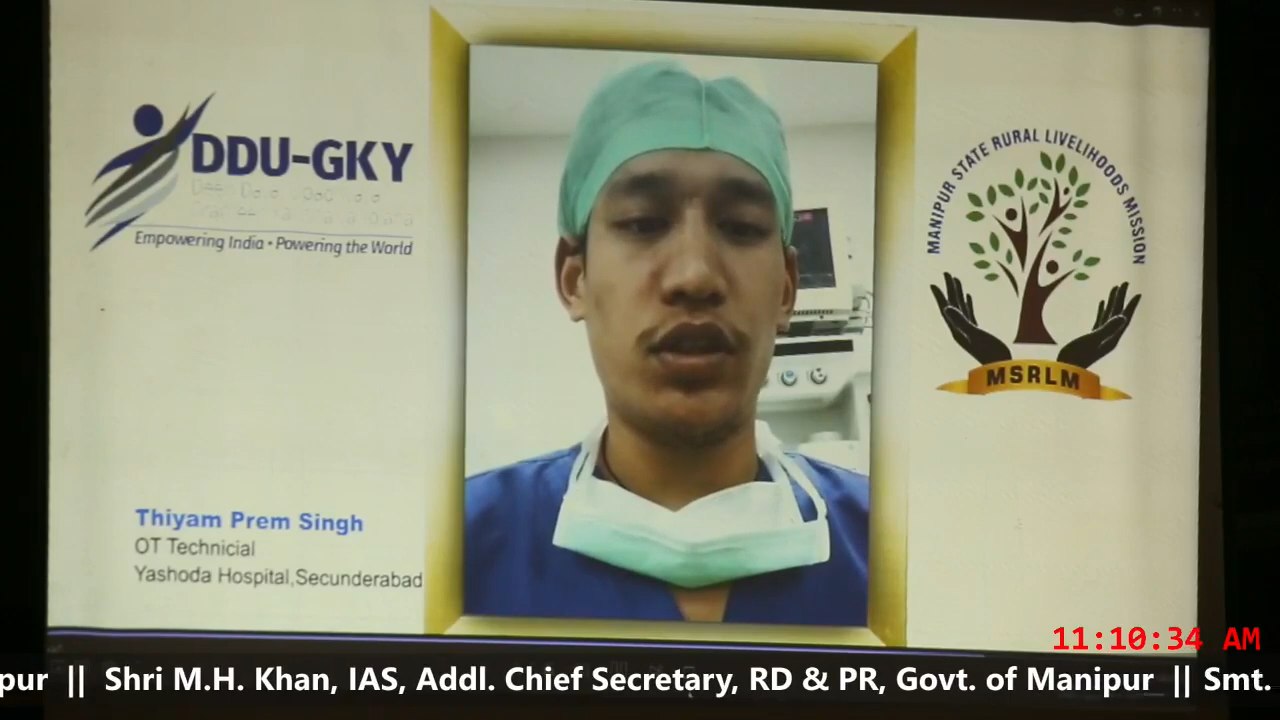 DDU-GKY
Empowering India • Powering the World
MANIPUR STATE RURAL LIVELIHOODS MISSION
MSRLM
Thiyam Prem Singh
OT Technicial
Yashoda Hospital,Secunderabad
11:10:34 AM
pur || Shri M.H. Khan, IAS, Addl. Chief Secretary, RD & PR, Govt. of Manipur || Smt.